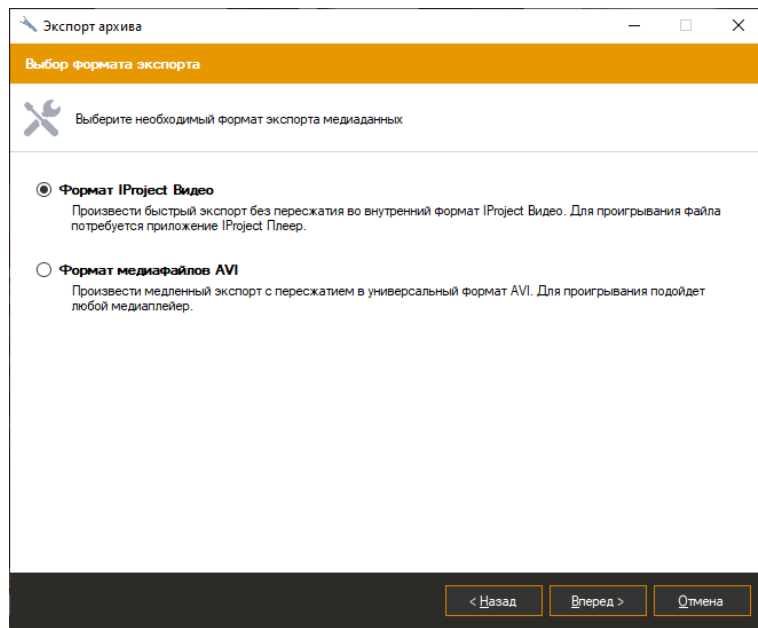 Экспорт архива
Выбор формата экспорта
Выберите необходимый формат экспорта медиаданных
Формат IProject Видео
Произвести быстрый экспорт без пересжатия во внутренний формат IProject Видео. Для проигрывания файла
потребуется приложение IProject Плеер.
Формат медиафайлов AVI
Произвести медленный экспорт с пересжатием в универсальный формат AVI. Для проигрывания подойдет
любой медиаплейер.
< Назад Вперед > Отмена